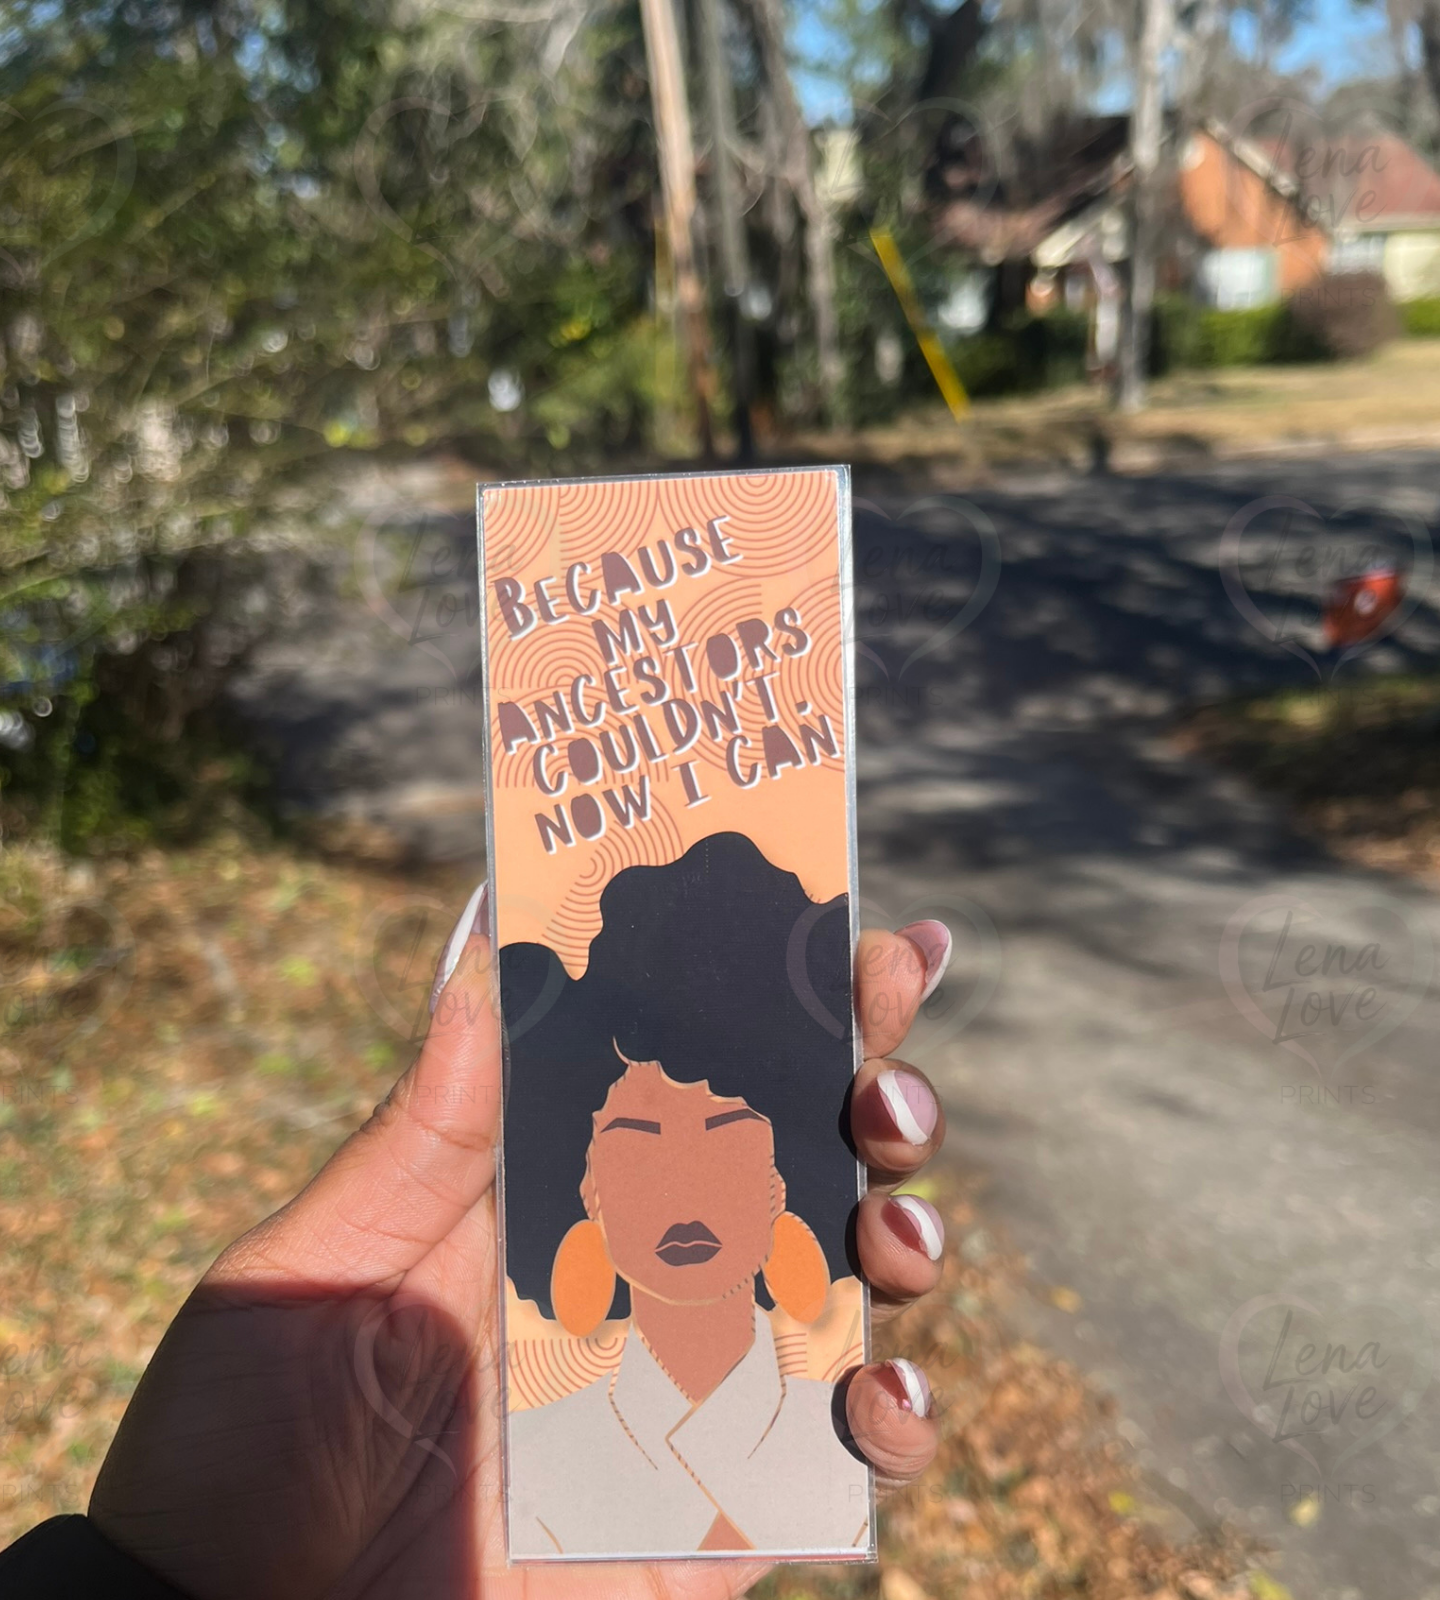 BECAUSE
MY
ANCESTORS
COULDN'T.
NOW I CAN
Lena
Love
PRINTS